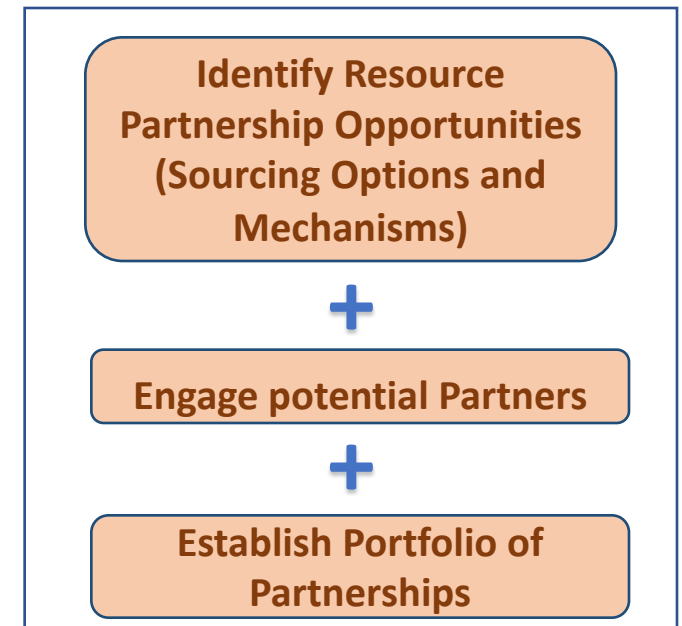 Identify Resource
Partnership Opportunities
(Sourcing Options and
Mechanisms)
+
Engage potential Partners
+
Establish Portfolio of
Partnerships